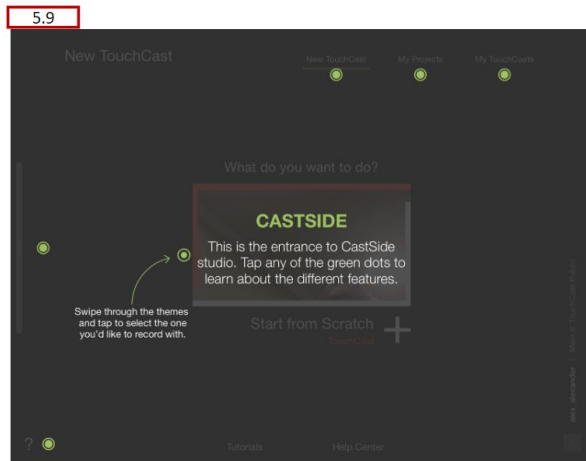 5.9
New TouchCast
New TouchCast
My Projects
My TouchCasts
What do you want to do?
CASTSIDE
This is the entrance to CastSide
studio. Tap any of the green dots to
learn about the different features.
Swipe through the themes
and tap to select the one
you'd like to record with.
Start from Scratch
TouchCast
?
Tutorials
Help Center